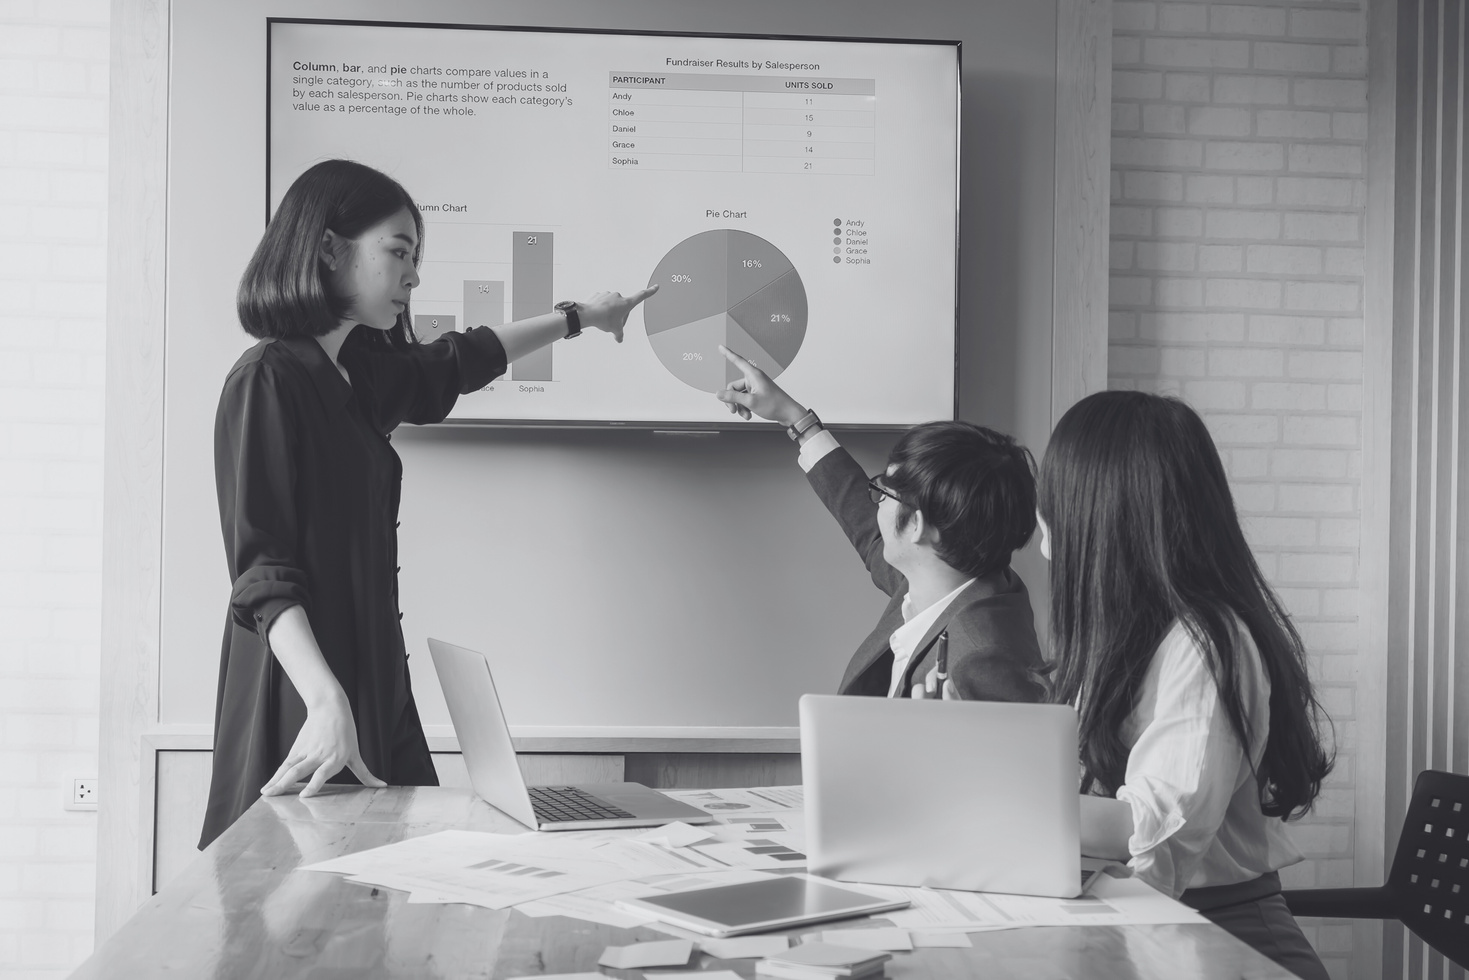 Column, bar, and pie charts compare values in a
single category, such as the number of products sold
by each salesperson. Pie charts show each category's
value as a percentage of the whole.
Fundraiser Results by Salesperson
PARTICIPANT UNITS SOLD
Andy 11
Chloe 15
Daniel 9
Grace 14
Sophia 21
Chart
21
14
9
Sophia
Pie Chart
16%
21%
%
20%
30%
Andy
Chloe
Daniel
Grace
Sophia